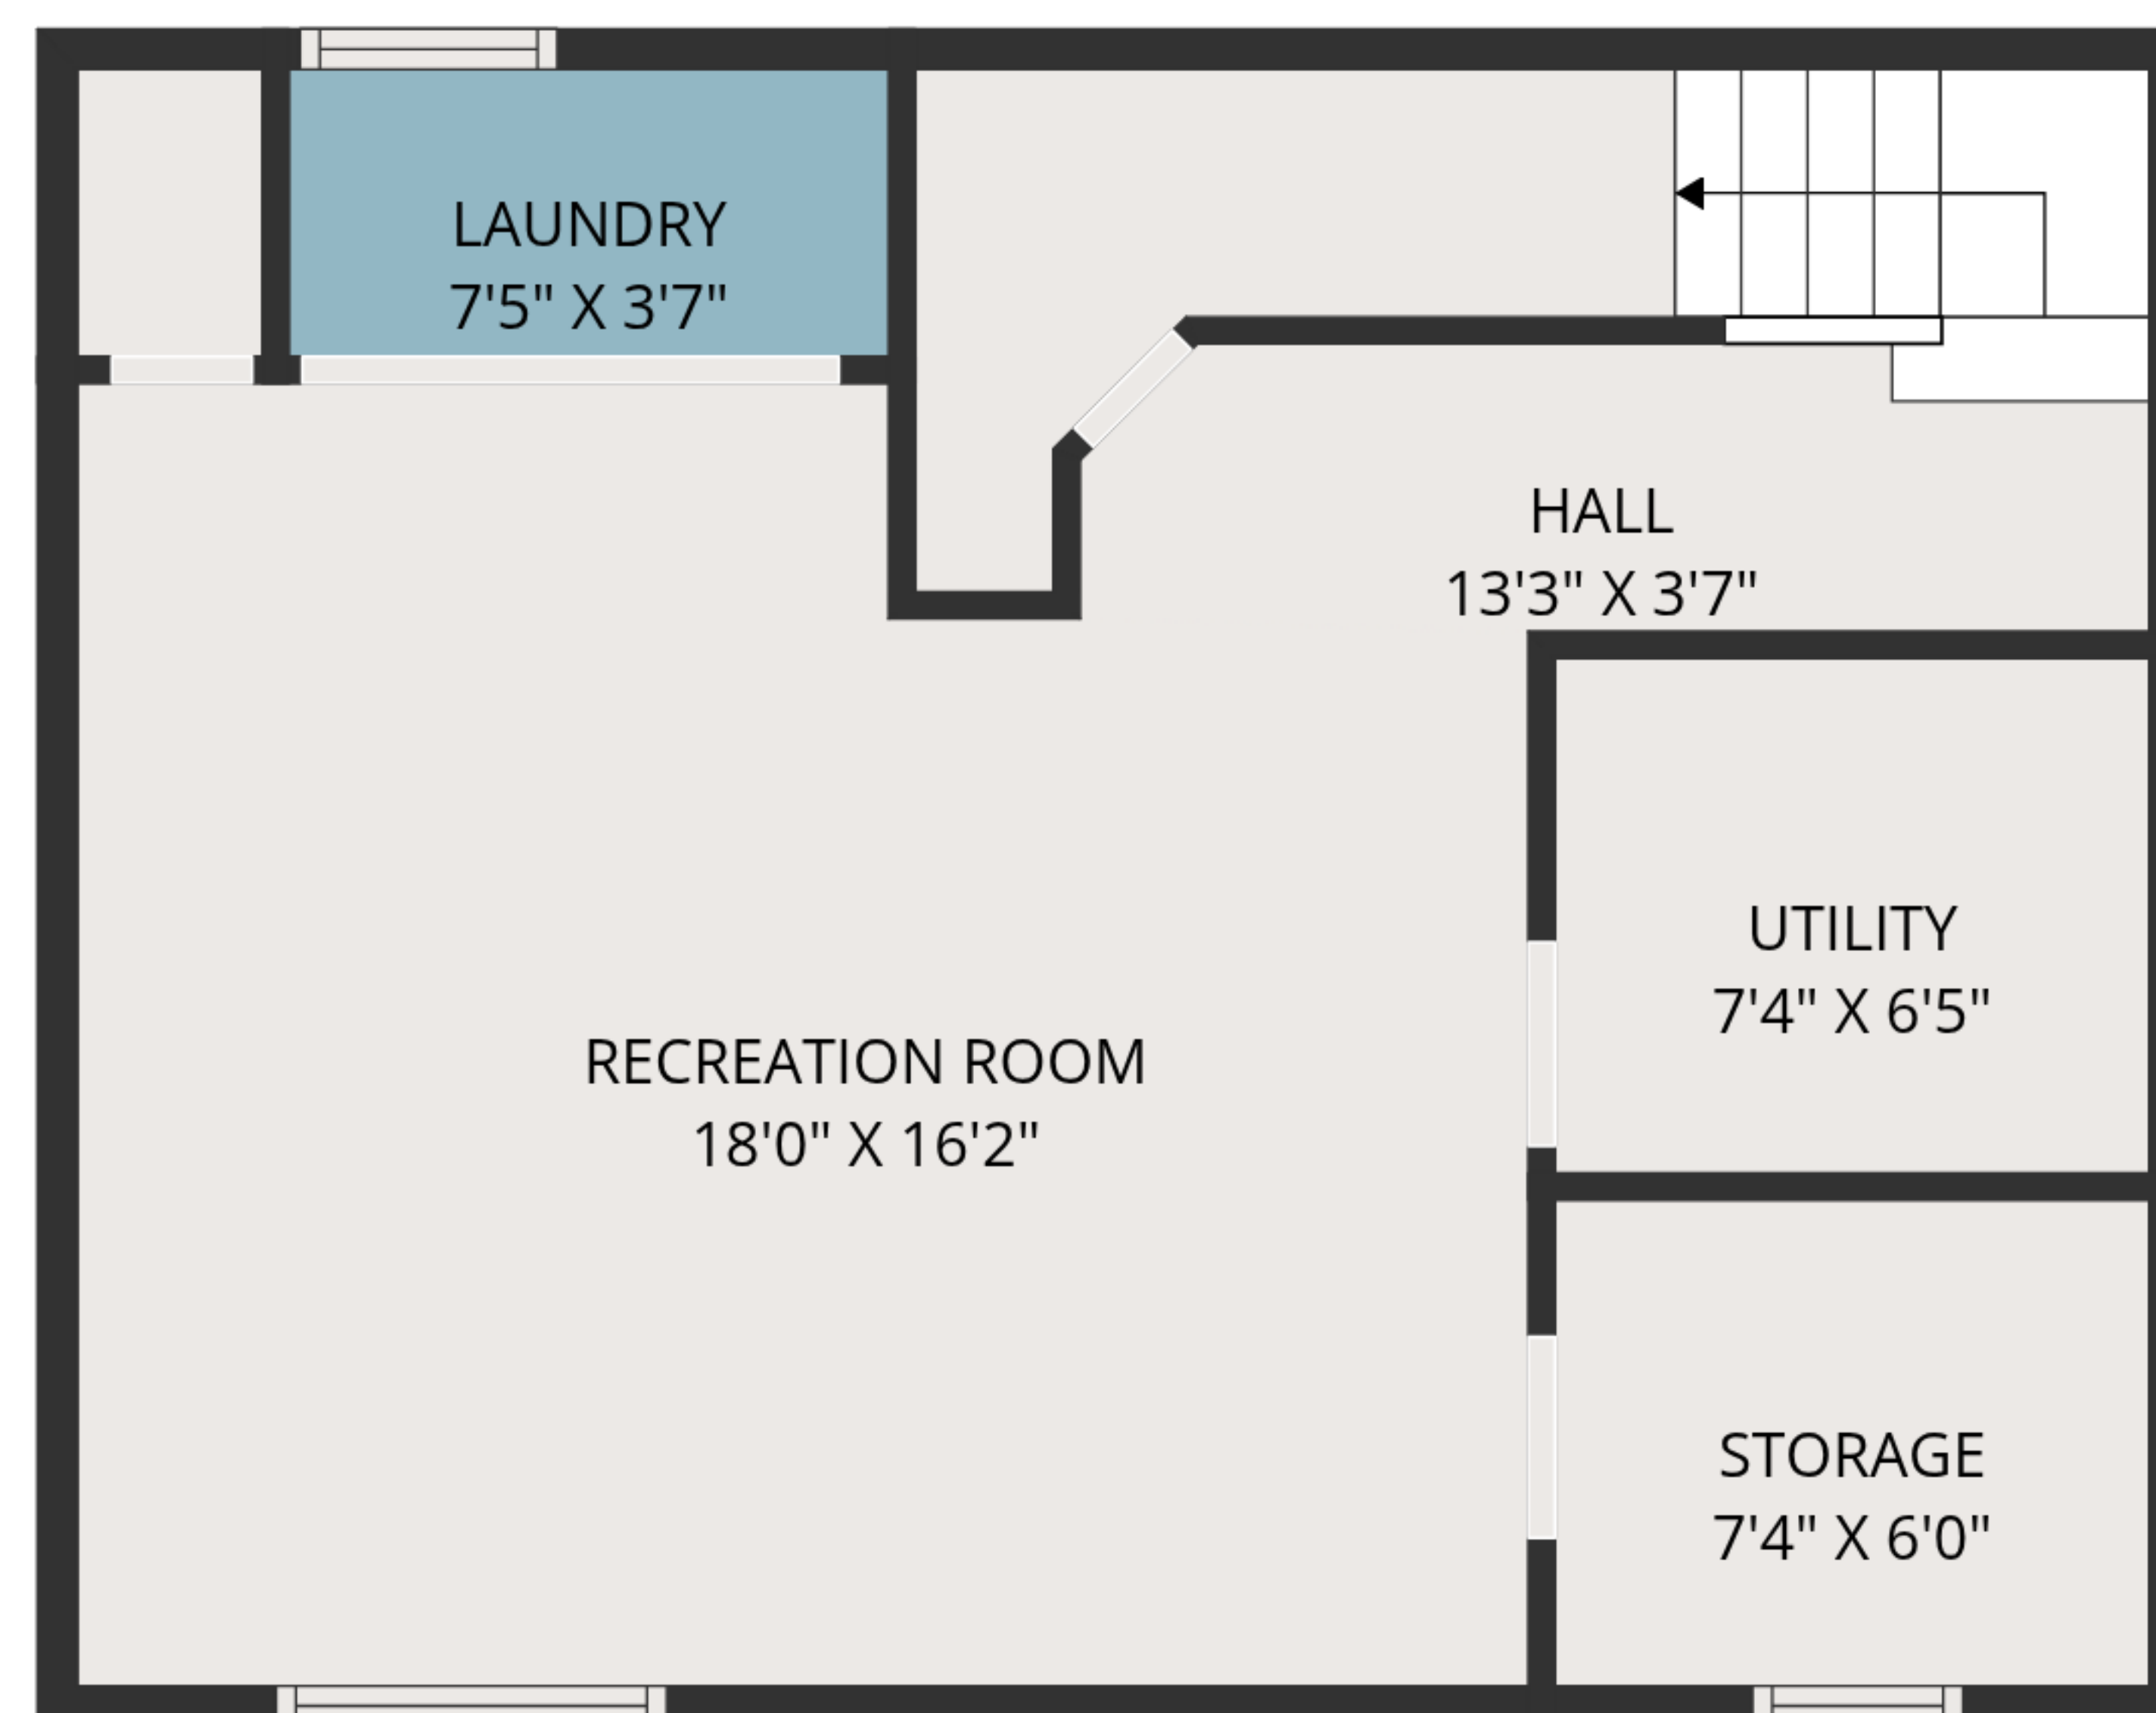 LAUNDRY
7'5" X 3'7"
HALL
13'3" X 3'7"
UTILITY
7'4" X 6'5"
RECREATION ROOM
18'0" X 16'2"
STORAGE
7'4" X 6'0"